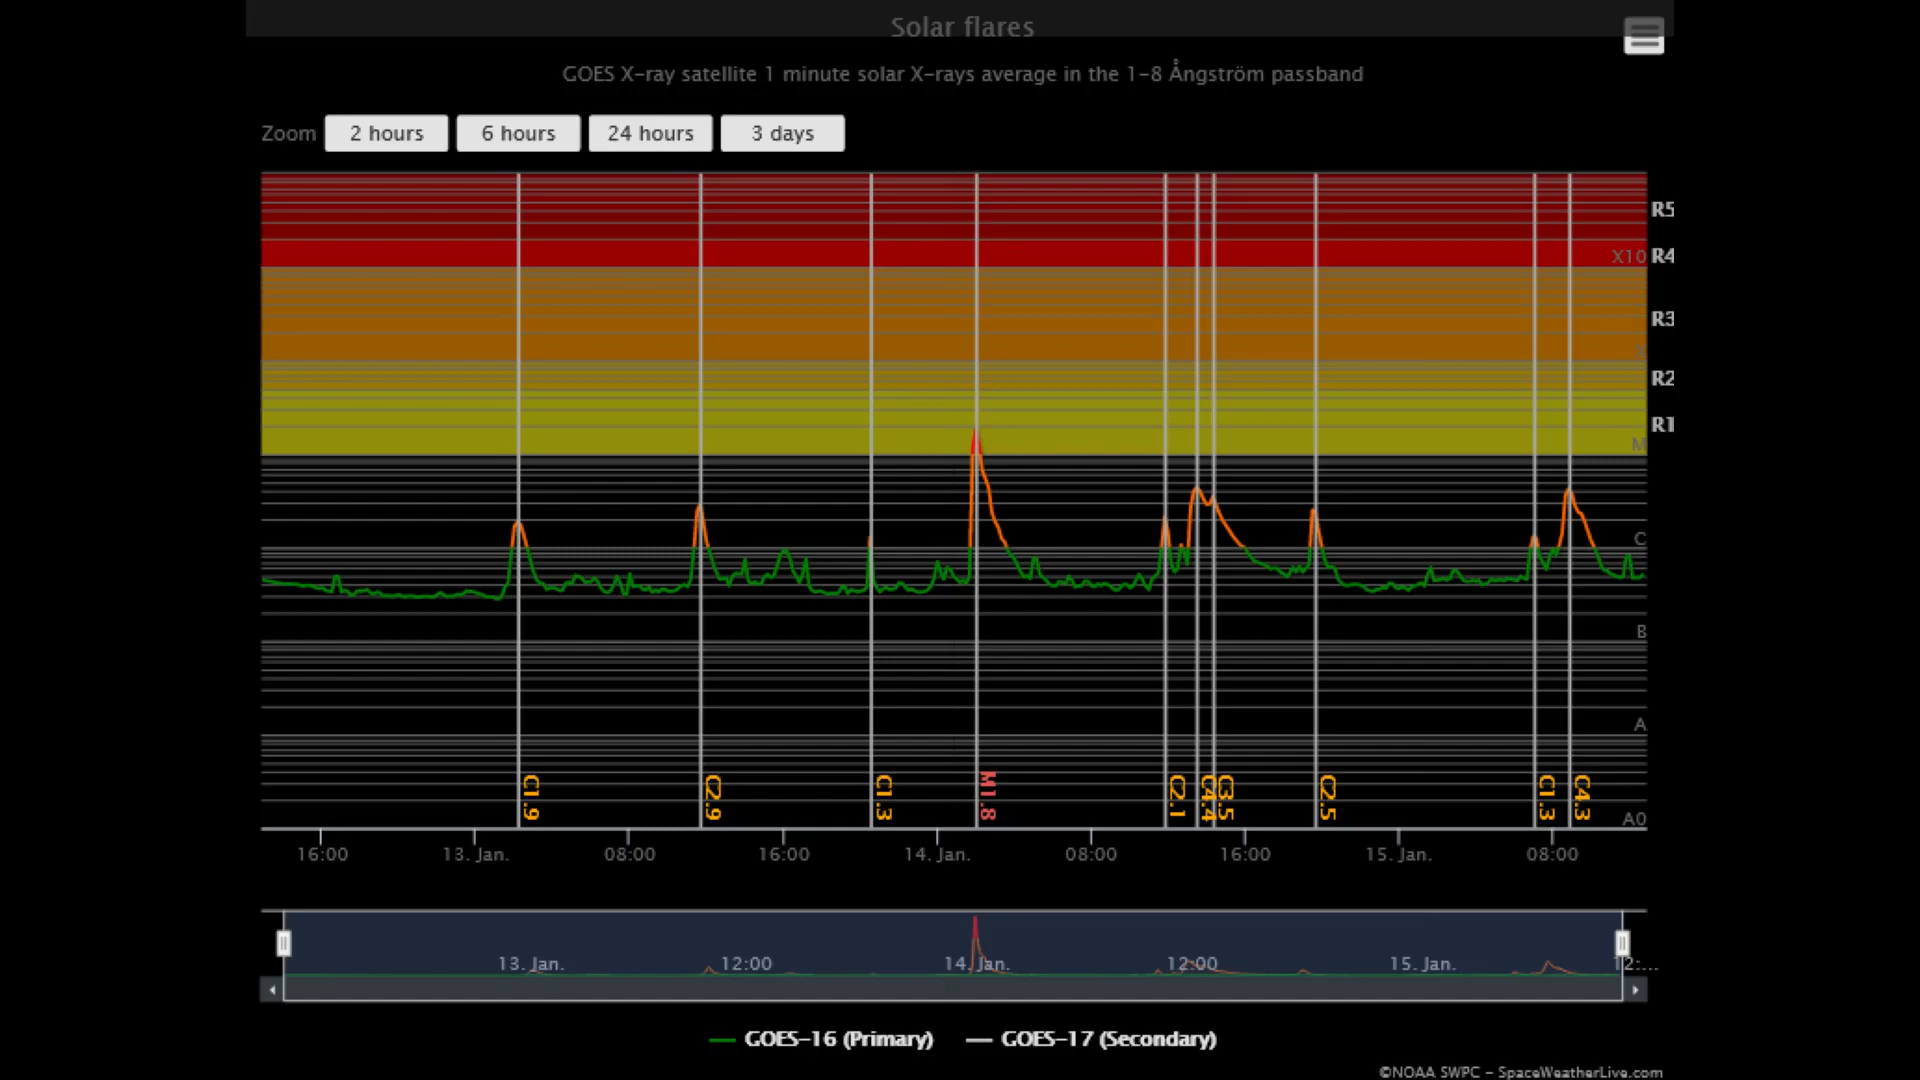 Solar flares
GOES X-ray satellite 1 minute solar X-rays average in the 1-8 Ångström passband
Zoom 2 hours 6 hours 24 hours 3 days
R5
X10 R4
R3
R2
R1
M
C
B
A
A0
C1.9 C2.9 C1.3 M1.8 C2.1 C4.4 C3.5 C2.5 C1.3 C4.3
16:00 13. Jan. 08:00 16:00 14. Jan. 08:00 16:00 15. Jan. 08:00
13. Jan. 12:00 14. Jan. 12:00 15. Jan. 12:...
GOES-16 (Primary) GOES-17 (Secondary)
©NOAA SWPC - SpaceWeatherLive.com